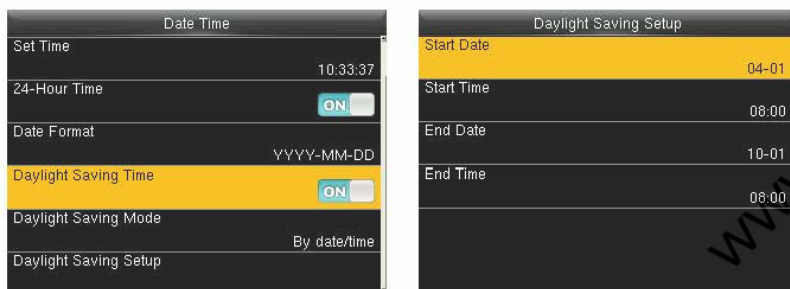 Date Time
Set Time
10:33:37
24-Hour Time
ON
Date Format
YYYY-MM-DD
Daylight Saving Time
ON
Daylight Saving Mode
By date/time
Daylight Saving Setup
Daylight Saving Setup
Start Date
04-01
Start Time
08:00
End Date
10-01
End Time
08:00